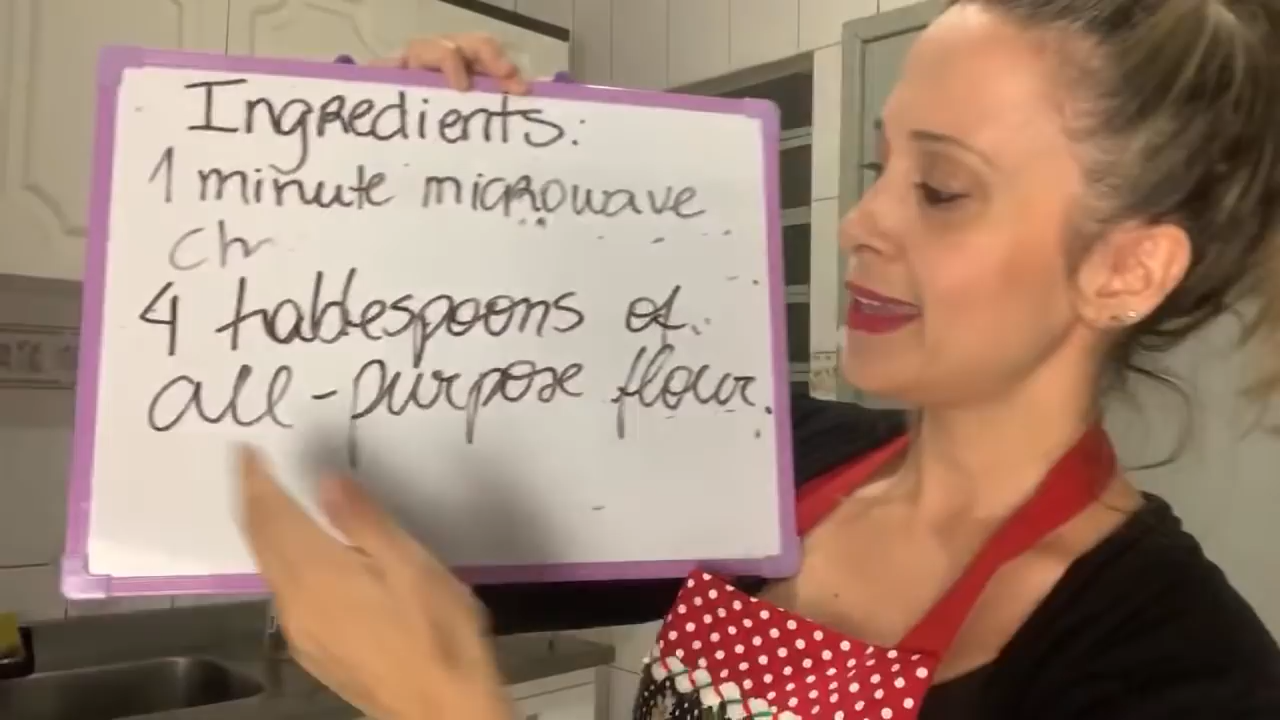 Ingredients:
1 minute microwave
Ch
4 tablespoons of
all-purpose flour.